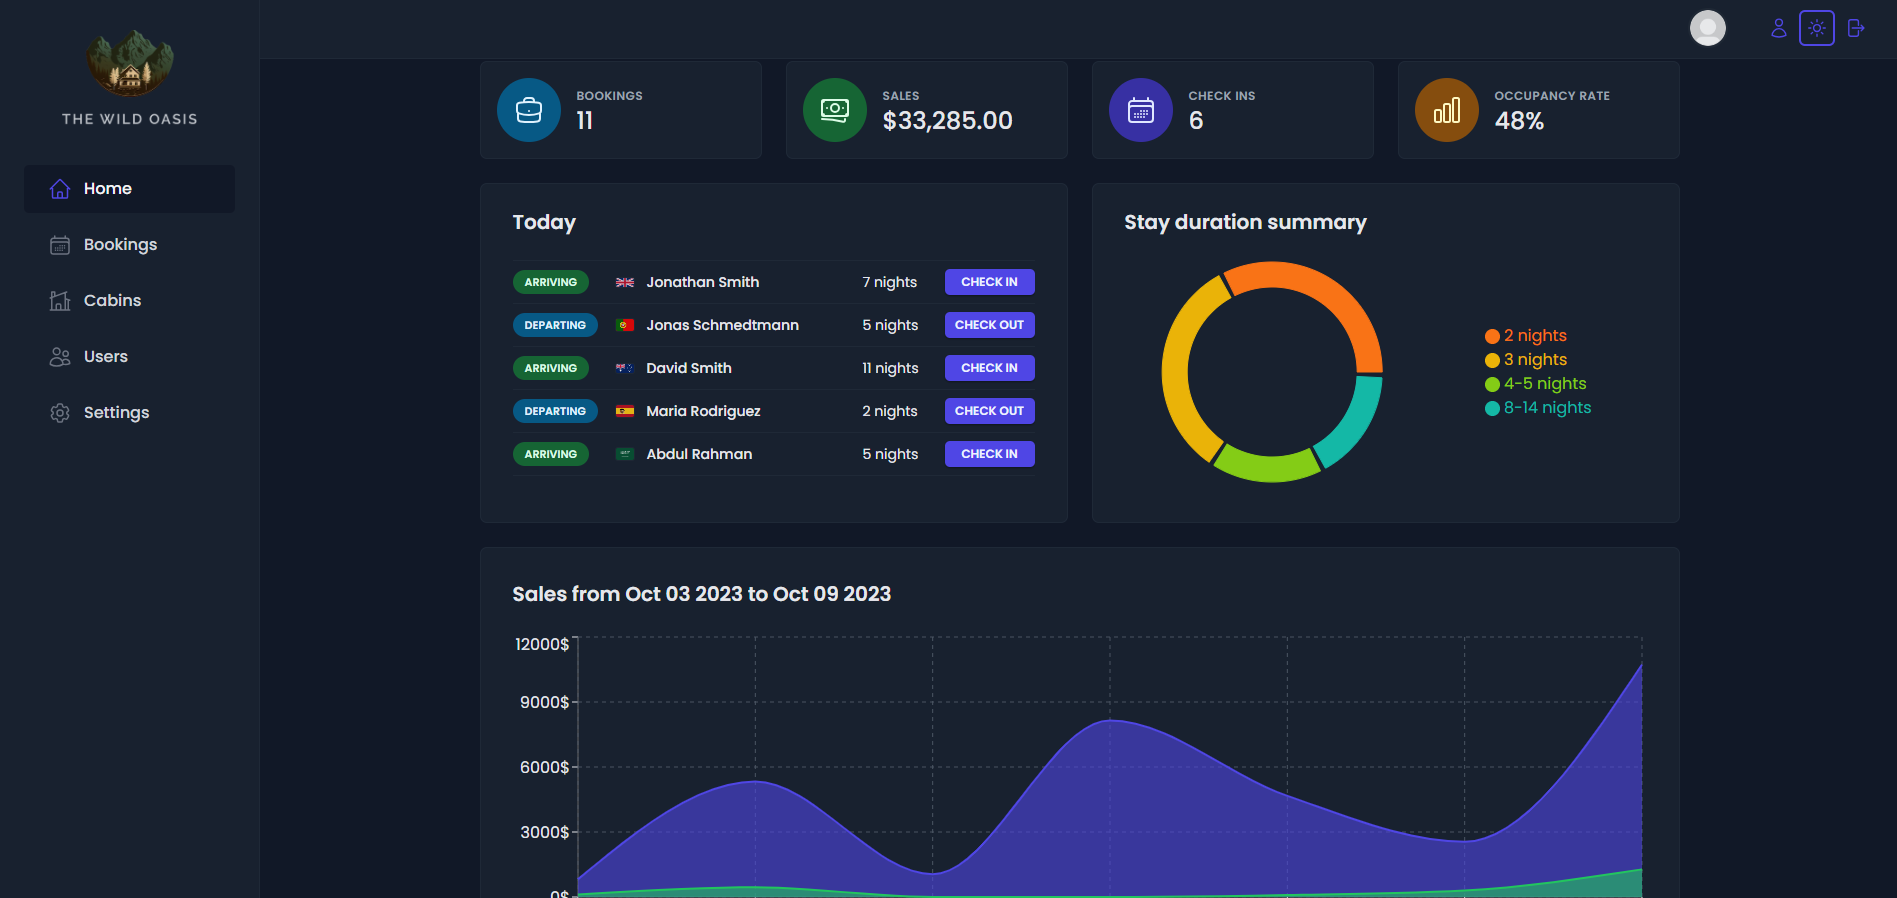 THE WILD OASIS
Home
Bookings
Cabins
Users
Settings
BOOKINGS
11
SALES
$33,285.00
CHECK INS
6
OCCUPANCY RATE
48%
Today
ARRIVING Jonathan Smith 7 nights CHECK IN
DEPARTING Jonas Schmedtmann 5 nights CHECK OUT
ARRIVING David Smith 11 nights CHECK IN
DEPARTING Maria Rodriguez 2 nights CHECK OUT
ARRIVING Abdul Rahman 5 nights CHECK IN
Stay duration summary
2 nights
3 nights
4-5 nights
8-14 nights
Sales from Oct 03 2023 to Oct 09 2023
12000$
9000$
6000$
3000$
0$